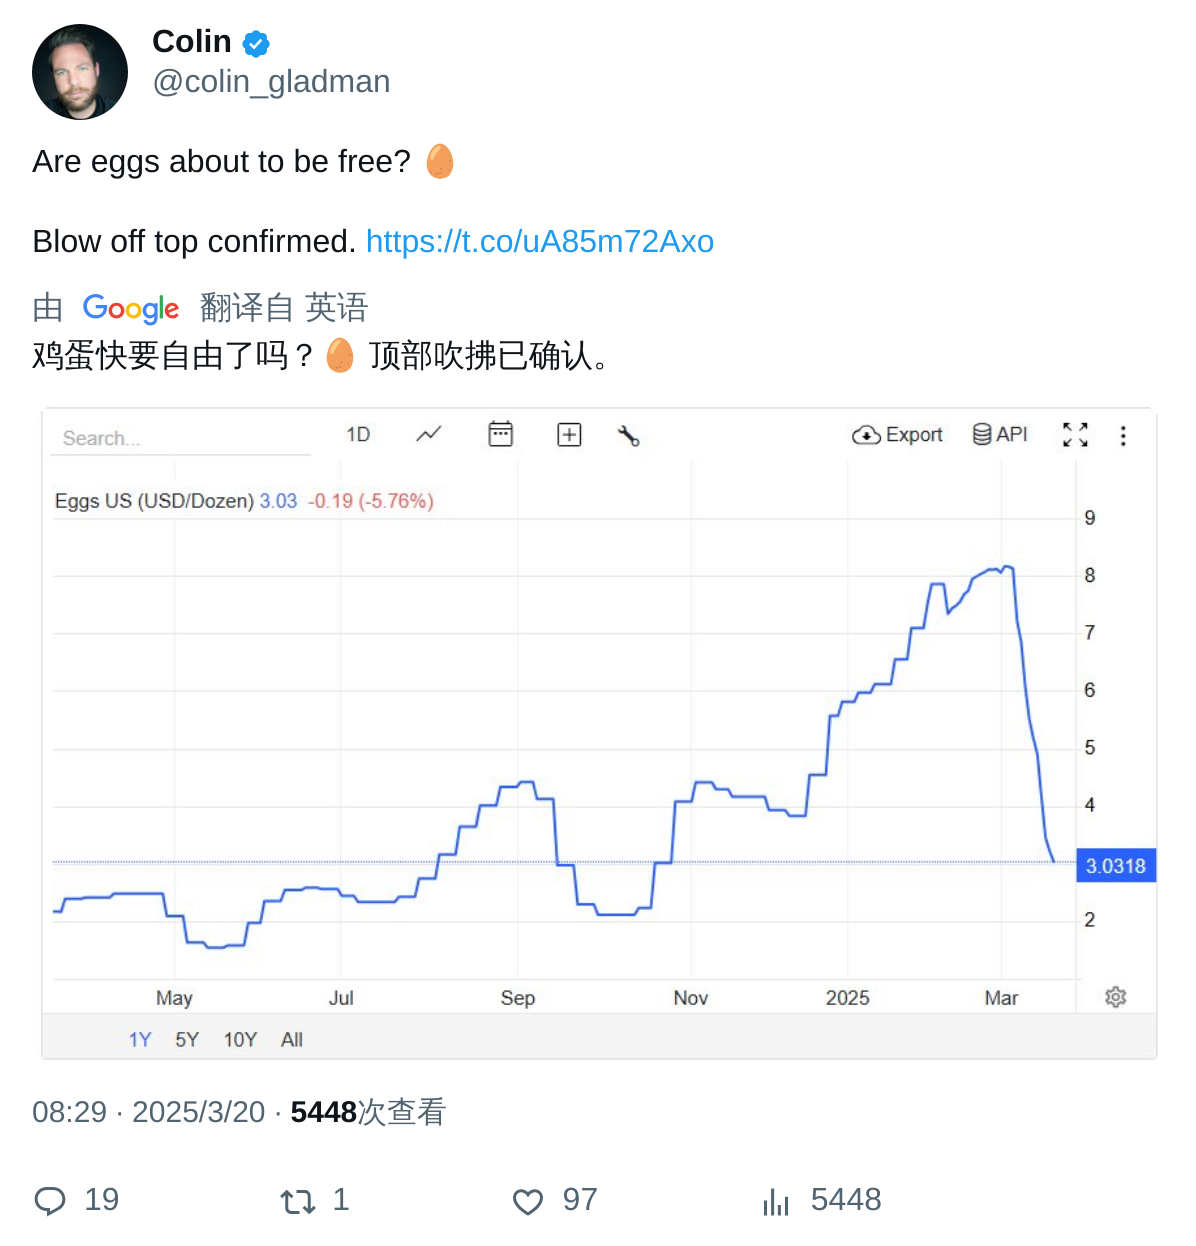 Colin
@colin_gladman
Are eggs about to be free? 🥚
Blow off top confirmed. https://t.co/uA85m72Axo
由 Google 翻译自 英语
鸡蛋快要自由了吗？🥚 顶部吹拂已确认。
Search... 1D Export API
Eggs US (USD/Dozen) 3.03 -0.19 (-5.76%)
9
8
7
6
5
4
3.0318
2
May Jul Sep Nov 2025 Mar
1Y 5Y 10Y All
08:29 · 2025/3/20 · 5448次查看
19 1 97 5448